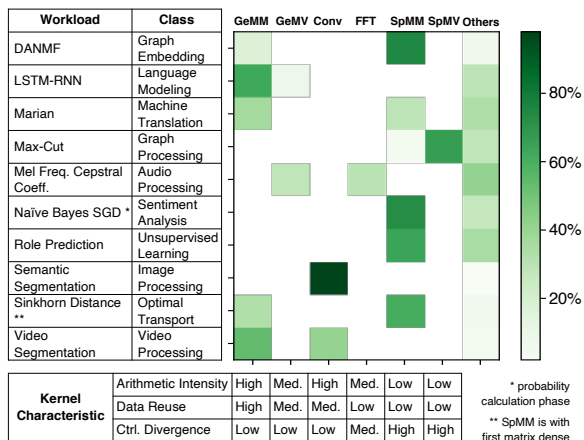 Workload Class GeMM GeMV Conv FFT SpMM SpMV Others
DANMF Graph Embedding
LSTM-RNN Language Modeling
Marian Machine Translation
Max-Cut Graph Processing
Mel Freq. Cepstral Coeff. Audio Processing
Naïve Bayes SGD * Sentiment Analysis
Role Prediction Unsupervised Learning
Semantic Segmentation Image Processing
Sinkhorn Distance ** Optimal Transport
Video Segmentation Video Processing
80%
60%
40%
20%
Kernel Characteristic
Arithmetic Intensity High Med. High Med. Low Low
Data Reuse High Med. High Med. Low Low
Ctrl. Divergence Low Low Low Med. High High
* probability
calculation phase
** SpMM is with
first matrix dense